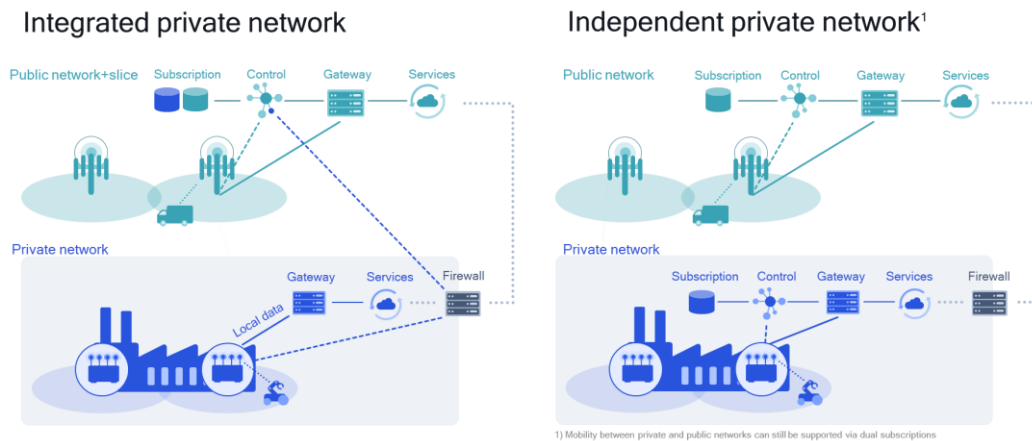 Integrated private network
Independent private network1
Public network+slice
Subscription
Control
Gateway
Services
Public network
Subscription
Control
Gateway
Services
Private network
Gateway
Services
Firewall
Local data
Private network
Subscription
Control
Gateway
Services
Firewall
1) Mobility between private and public networks can still be supported via dual subscriptions